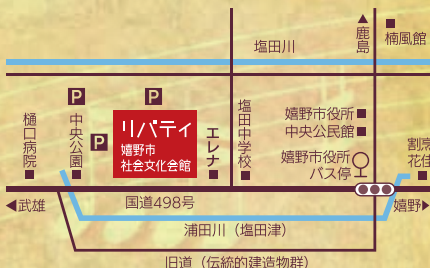 ▲鹿島
楠風館
塩田川
P
P
P
樋口病院
中央公園
リバティ
嬉野市
社会文化会館
エレナ
塩田中学校
嬉野市役所
中央公民館
嬉野市役所
バス停
割烹
花住
◀武雄
国道498号
嬉野▶
浦田川（塩田津）
旧道（伝統的建造物群）